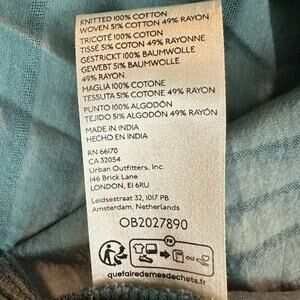 KNITTED 100% COTTON
WOVEN 51% COTTON 49% RAYON
TRICOTÉ 100% COTON
TISSÉ 51% COTON 49% RAYONNE
GESTRICKT 100% BAUMWOLLE
GEWEBT 51% BAUMWOLLE
49% RAYON
MAGLIA 100% COTONE
TESSUTA 51% COTONE 49% RAYON
PUNTO 100% ALGODÓN
TEJIDO 51% ALGODÓN 49% RAYÓN
MADE IN INDIA
HECHO EN INDIA
RN 66170
CA 32054
Urban Outfitters, Inc.
146 Brick Lane
LONDON, E1 6RU
Leidsestraat 32, 1017 PB
Amsterdam, Netherlands
OB2027890
FR
quefairedemesdechets.fr